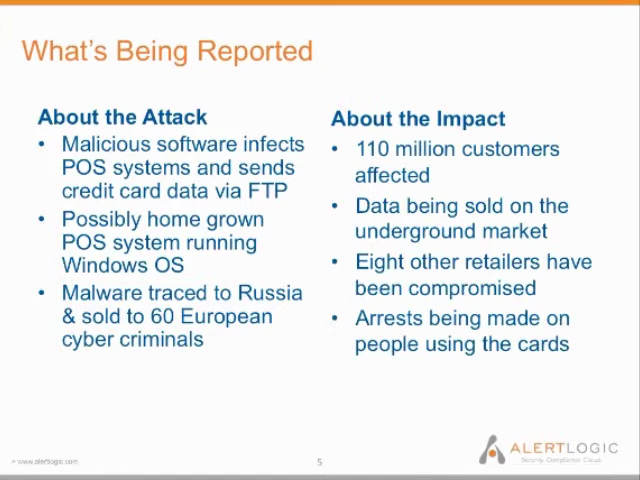 What's Being Reported
About the Attack
• Malicious software infects
POS systems and sends
credit card data via FTP
• Possibly home grown
POS system running
Windows OS
• Malware traced to Russia
& sold to 60 European
cyber criminals
About the Impact
• 110 million customers
affected
• Data being sold on the
underground market
• Eight other retailers have
been compromised
• Arrests being made on
people using the cards
> www.alertlogic.com
5
ALERTLOGIC
Security. Compliance. Cloud.